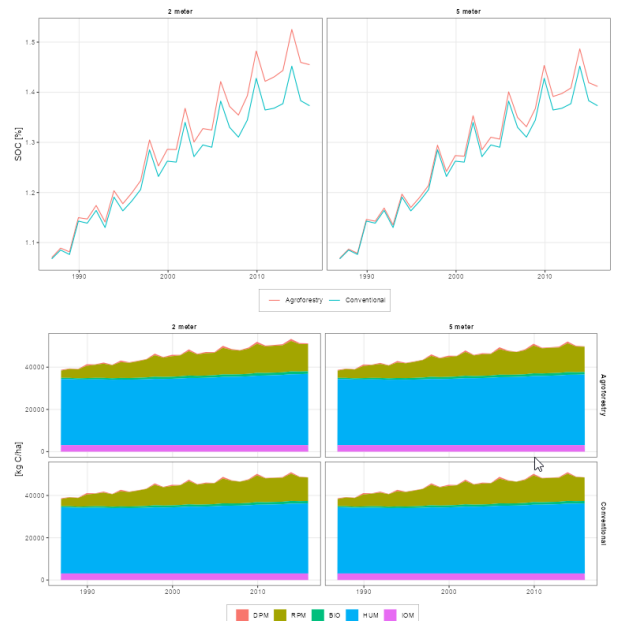 2 meter 5 meter
SOC [%]
1.5
1.4
1.3
1.2
1.1
1990 2000 2010 1990 2000 2010
Agroforestry Conventional
2 meter 5 meter
[kg C/ha]
40000
20000
0
Agroforestry
40000
20000
0
Conventional
1990 2000 2010 1990 2000 2010
DPM RPM BIO HUM IOM